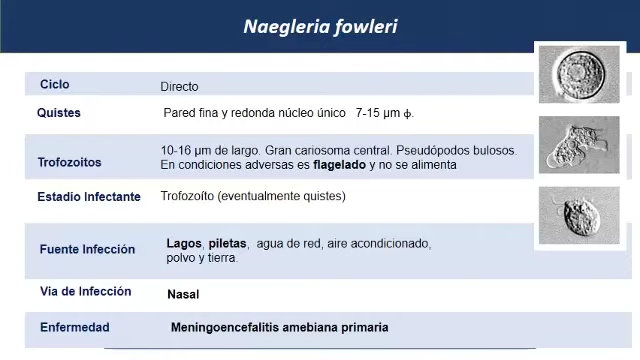 Naegleria fowleri
Ciclo Directo
Quistes Pared fina y redonda núcleo único 7-15 µm ɸ.
Trofozoitos 10-16 µm de largo. Gran cariosoma central. Pseudópodos bulosos.
En condiciones adversas es flagelado y no se alimenta
Estadio Infectante Trofozoíto (eventualmente quistes)
Fuente Infección Lagos, piletas, agua de red, aire acondicionado,
polvo y tierra.
Via de Infección Nasal
Enfermedad Meningoencefalitis amebiana primaria